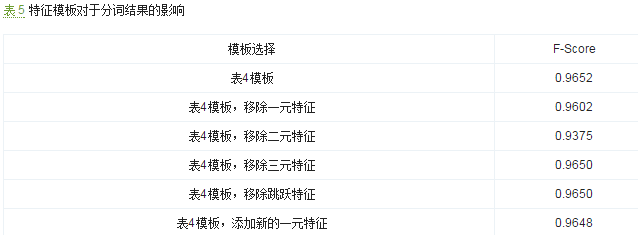 表 5 特征模板对于分词结果的影响
模板选择 F-Score
表4模板 0.9652
表4模板，移除一元特征 0.9602
表4模板，移除二元特征 0.9375
表4模板，移除三元特征 0.9650
表4模板，移除跳跃特征 0.9650
表4模板，添加新的一元特征 0.9648